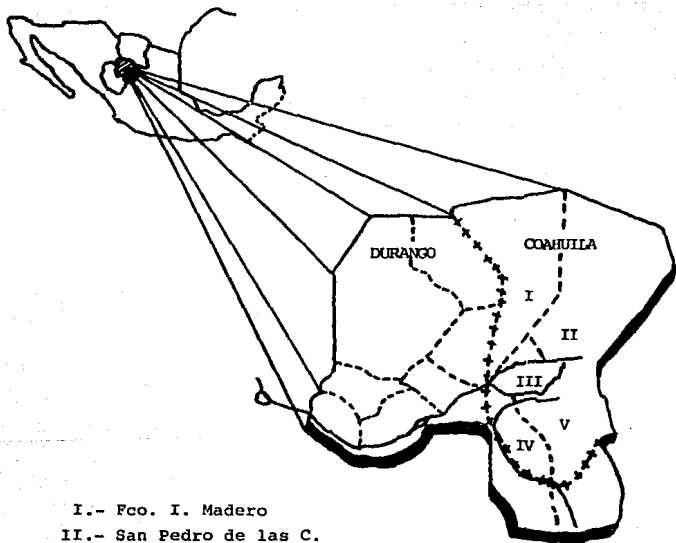 DURANGO COAHUILA
I
II
III
V
IV
I.- Fco. I. Madero
II.- San Pedro de las C.